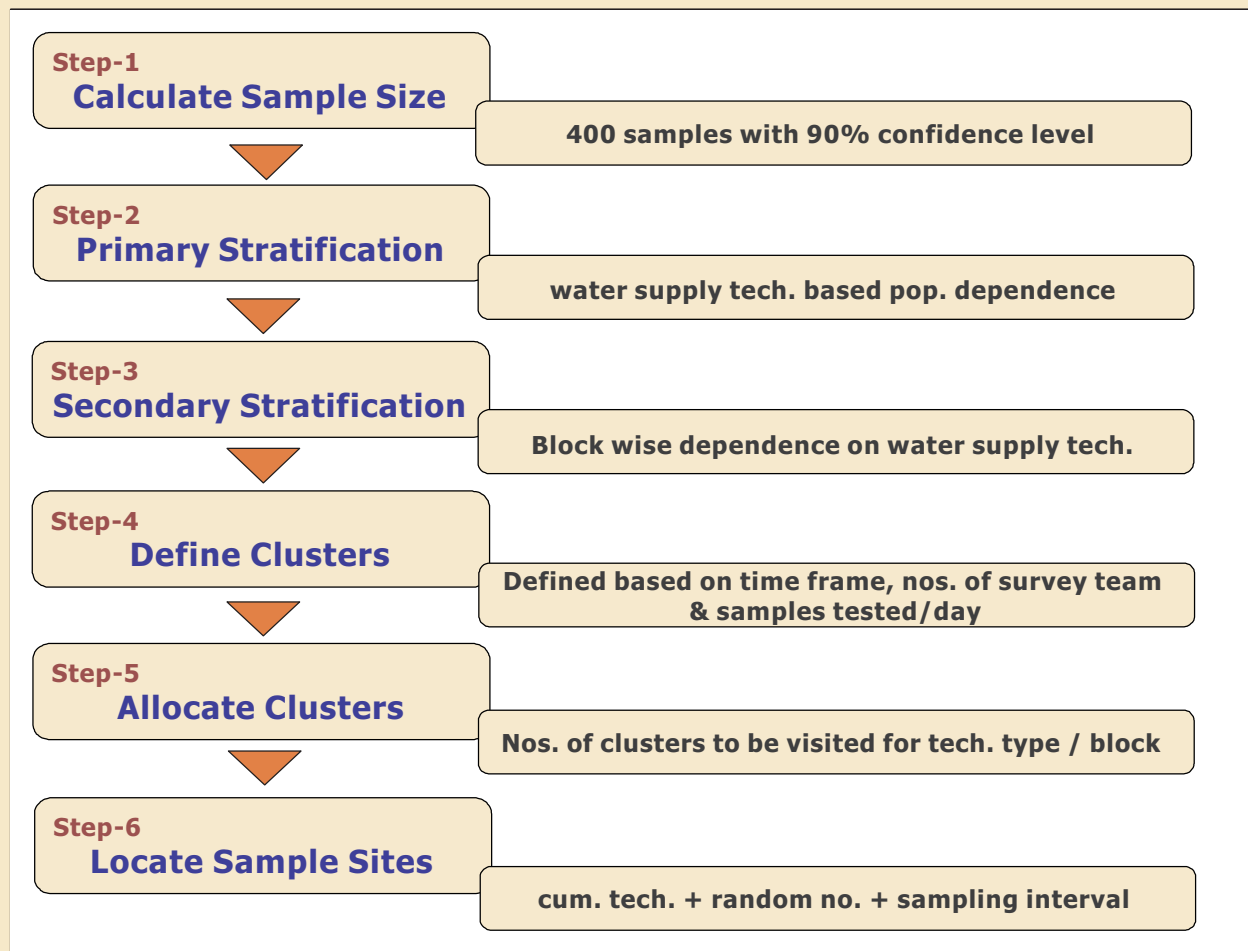 Step-1
Calculate Sample Size
400 samples with 90% confidence level
Step-2
Primary Stratification
water supply tech. based pop. dependence
Step-3
Secondary Stratification
Block wise dependence on water supply tech.
Step-4
Define Clusters
Defined based on time frame, nos. of survey team
& samples tested/day
Step-5
Allocate Clusters
Nos. of clusters to be visited for tech. type / block
Step-6
Locate Sample Sites
cum. tech. + random no. + sampling interval